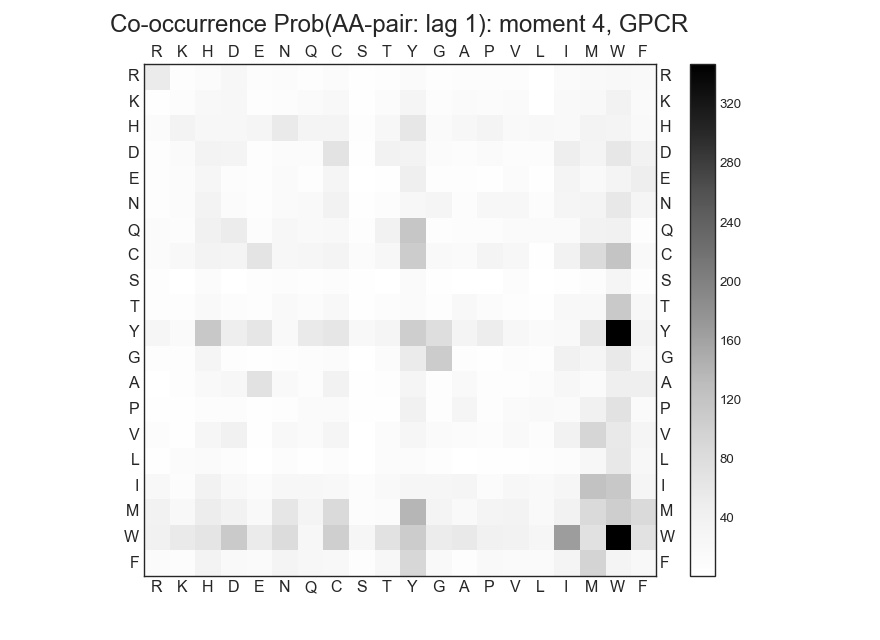 Co-occurrence Prob(AA-pair: lag 1): moment 4, GPCR
R K H D E N Q C S T Y G A P V L I M W F
R R
K K
H H
D D
E E
N N
Q Q
C C
S S
T T
Y Y
G G
A A
P P
V V
L L
I I
M M
W W
F F
R K H D E N Q C S T Y G A P V L I M W F
320
280
240
200
160
120
80
40